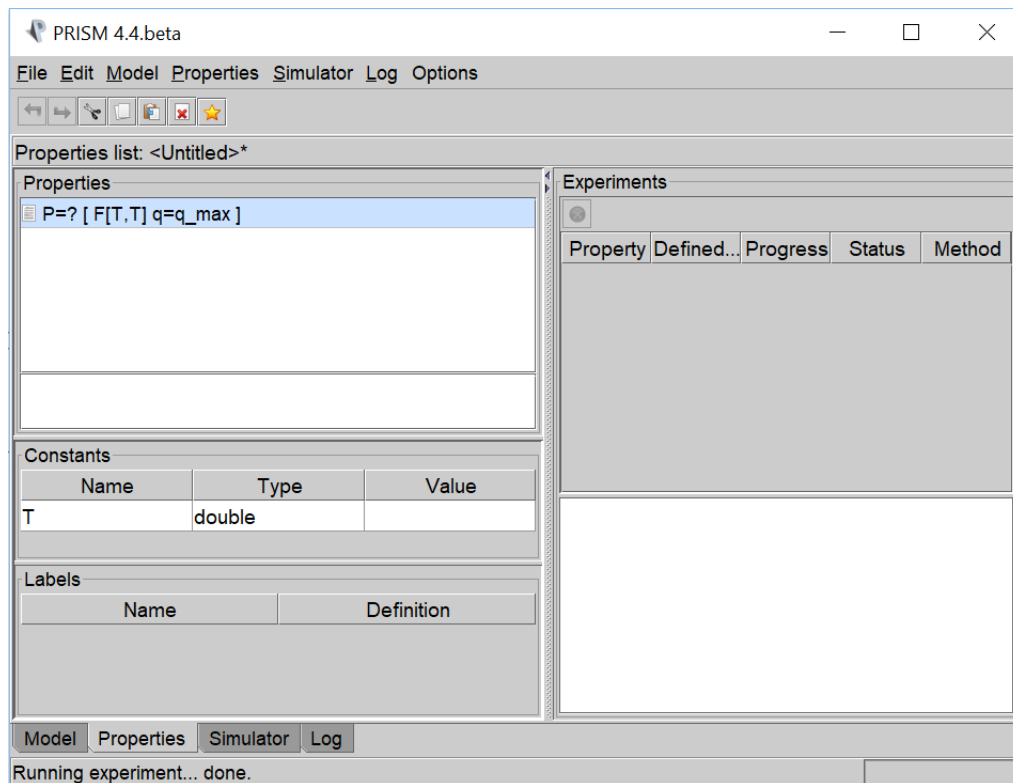 PRISM 4.4.beta
File Edit Model Properties Simulator Log Options
Properties list: <Untitled>*
Properties
P=? [ F[T,T] q=q_max ]
Constants
Name Type Value
T double
Labels
Name Definition
Experiments
Property Defined... Progress Status Method
Model Properties Simulator Log
Running experiment... done.